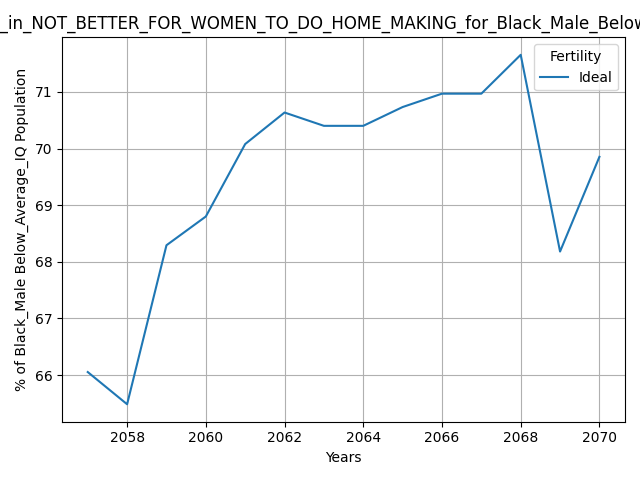 _in_NOT_BETTER_FOR_WOMEN_TO_DO_HOME_MAKING_for_Black_Male_Below
Fertility
Ideal
% of Black_Male Below_Average_IQ Population
71
70
69
68
67
66
2058 2060 2062 2064 2066 2068 2070
Years